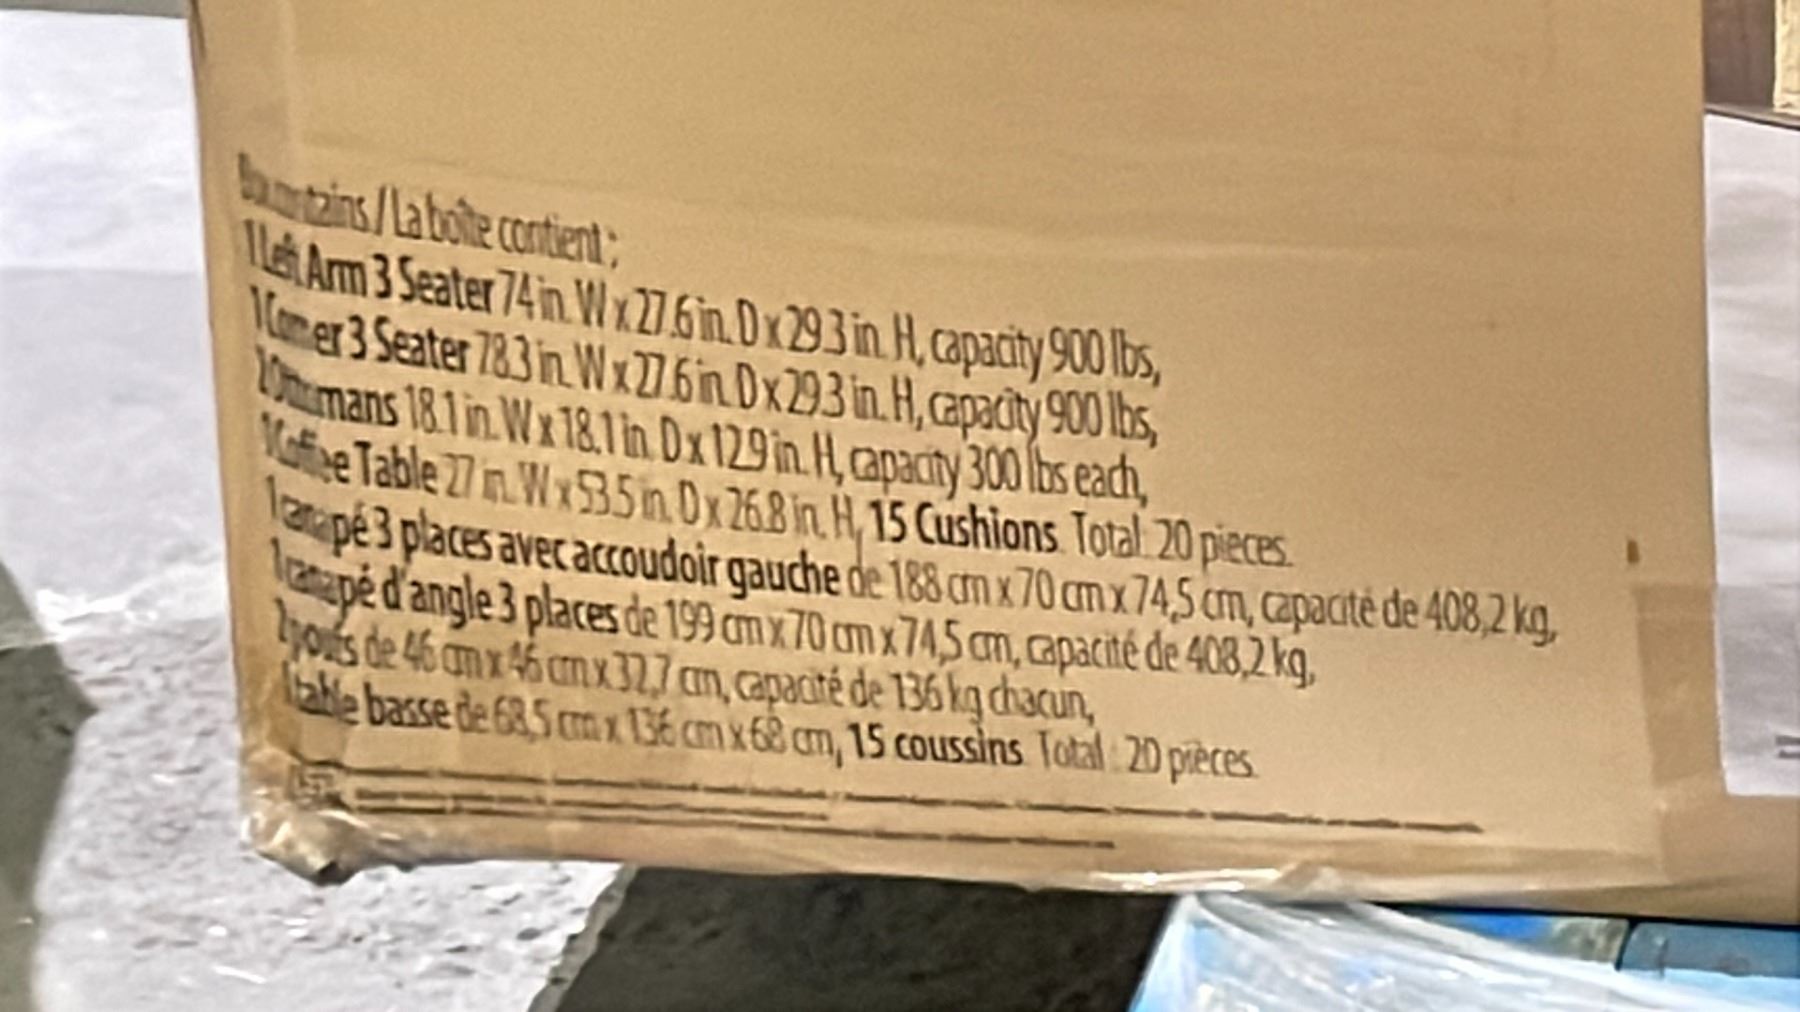 Box contains / La boîte contient :
1 Left Arm 3 Seater 74 in. W x 27.6 in. D x 29.3 in. H, capacity 900 lbs,
1 Corner 3 Seater 78.3 in. W x 27.6 in. D x 29.3 in. H, capacity 900 lbs,
2 Ottomans 18.1 in. W x 18.1 in. D x 12.9 in. H, capacity 300 lbs each,
1 Coffee Table 27 in. W x 53.5 in. D x 26.8 in. H, 15 Cushions. Total: 20 pieces.
1 canapé 3 places avec accoudoir gauche de 188 cm x 70 cm x 74,5 cm, capacité de 408,2 kg,
1 canapé d'angle 3 places de 199 cm x 70 cm x 74,5 cm, capacité de 408,2 kg,
2 poufs de 46 cm x 46 cm x 32,7 cm, capacité de 136 kg chacun,
1 table basse de 68,5 cm x 136 cm x 68 cm, 15 coussins. Total : 20 pièces.